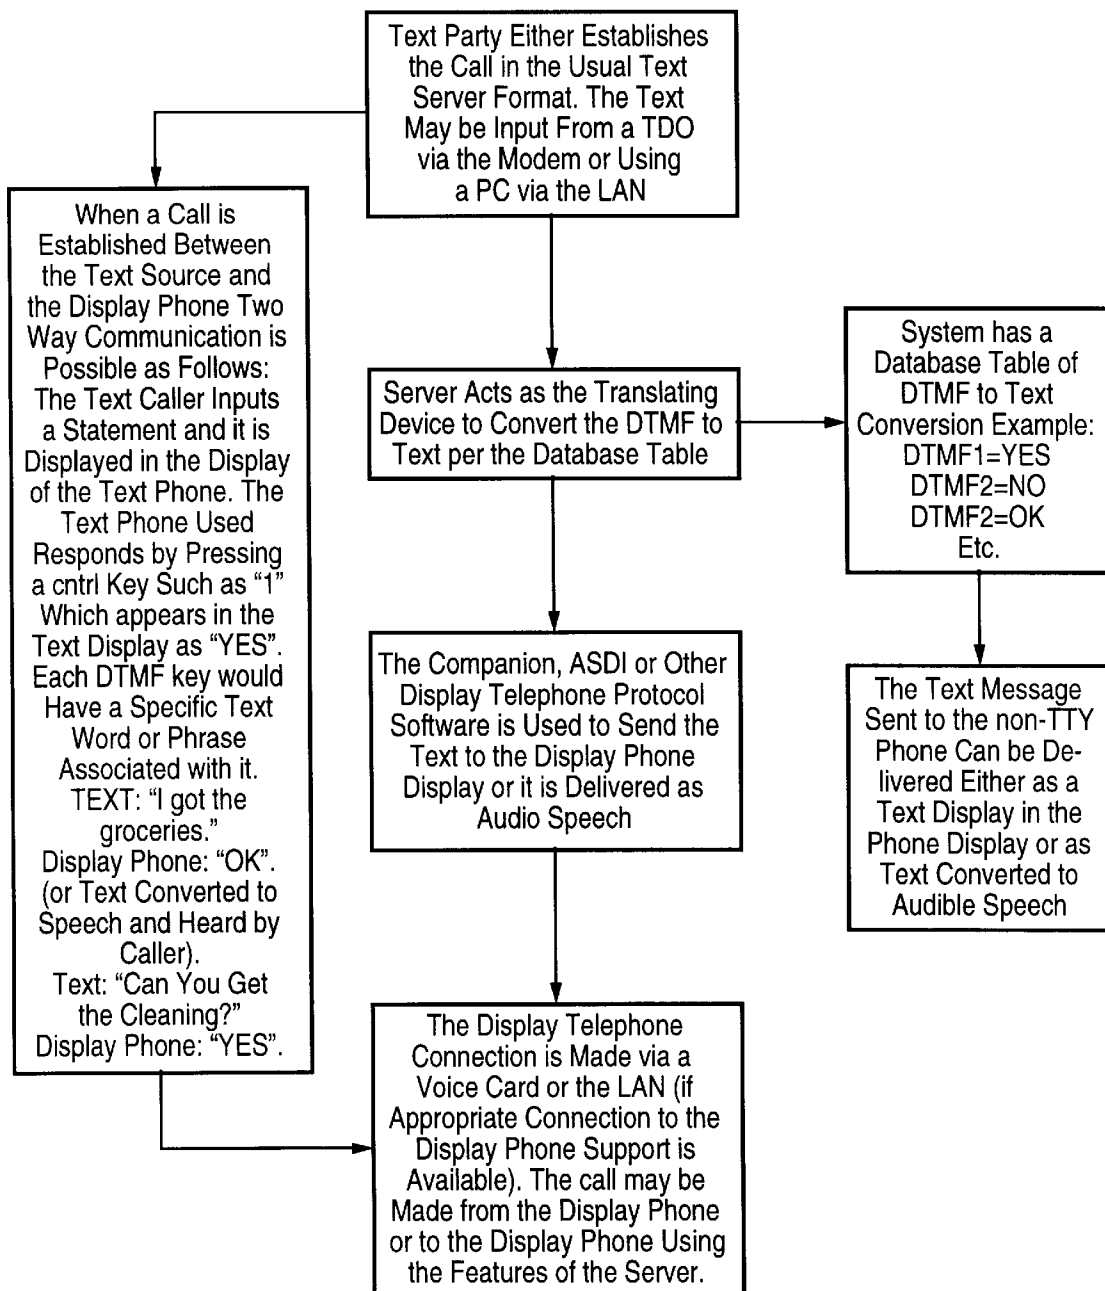 Text Party Either Establishes
the Call in the Usual Text
Server Format. The Text
May be Input From a TDO
via the Modem or Using
a PC via the LAN
When a Call is
Established Between
the Text Source and
the Display Phone Two
Way Communication is
Possible as Follows:
The Text Caller Inputs
a Statement and it is
Displayed in the Display
of the Text Phone. The
Text Phone Used
Responds by Pressing
a cntrl Key Such as “1”
Which appears in the
Text Display as “YES”.
Each DTMF key would
Have a Specific Text
Word or Phrase
Associated with it.
TEXT: “I got the
groceries.”
Display Phone: “OK”.
(or Text Converted to
Speech and Heard by
Caller).
Text: “Can You Get
the Cleaning?”
Display Phone: “YES”.
Server Acts as the Translating
Device to Convert the DTMF to
Text per the Database Table
System has a
Database Table of
DTMF to Text
Conversion Example:
DTMF1=YES
DTMF2=NO
DTMF2=OK
Etc.
The Companion, ASDI or Other
Display Telephone Protocol
Software is Used to Send the
Text to the Display Phone
Display or it is Delivered as
Audio Speech
The Text Message
Sent to the non-TTY
Phone Can be De-
livered Either as a
Text Display in the
Phone Display or as
Text Converted to
Audible Speech
The Display Telephone
Connection is Made via a
Voice Card or the LAN (if
Appropriate Connection to the
Display Phone Support is
Available). The call may be
Made from the Display Phone
or to the Display Phone Using
the Features of the Server.